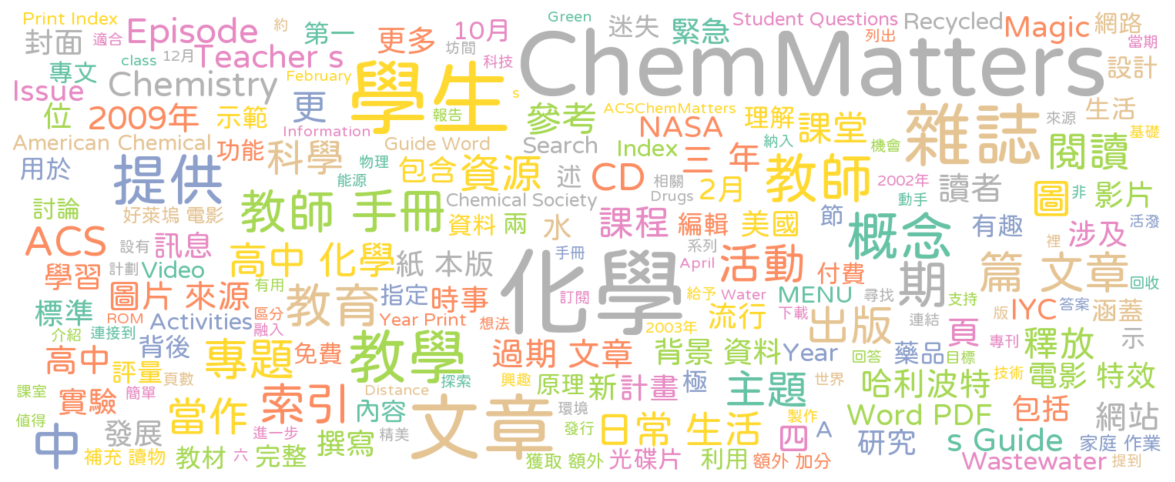 Print Index 約 Episode 第一 更多 10月 迷失 緊急 Green Student Questions Recycled Magic 網路
封面 適合 坊間 ChemMatters 列出 當期
class 12月 Teacher s 科技 設計
專文 Chemistry February 學生
Issue 更 報告 s ACSChemMatters 生活
位 2009年 示範 參考 理解 課堂 雜誌 來源 基礎
Information NASA 納入 機會
American Chemical 功能 科學 Guide Word Search Index 三 年 閱讀
用於 提供 物理 包含 資源 述 CD 教師 2002年 讀者 圖 非 影片
能源 相關 2月 動手
討論 好萊塢 電影 教師 手冊 Chemical Society Drugs
資料 兩 水 課程 編輯 美國 節 概念 有趣 涉及 活潑
ACS 設有 訊息 高中 化學 紙 本版 手冊 化學 系列 活動 裡
學習 計劃 Video 有用 April 付費 期 篇 文章 回收
標準 ROM 圖片 來源 教育 指定 時事 訂閱 給予 Water MENU 尋找 支持
介紹 連接到 Activities 區分 融入 Year Print 想法 2003年 流行 下載 出版 連結 頁 版 IYC 答案 涵蓋
高中 背後 專題 免費 教學 過期 文章 背景 資料 Year 回答 藥品 目標 專刊 釋放 示
課室 評量 頁數 Distance 探索 興趣 原理 新 計畫 極 主題 世界 哈利波特 技術 電影 特效
實驗 簡單 當作 索引 內容 文章 環境 製作 Word PDF 包括 網站
值得 中 發展 進一步 撰寫 精美 發行 日常 生活 四 A 研究 s Guide 家庭 作業
補充 讀物 教材 六 完整 獲取 額外 光碟片 利用 額外 加分 Wastewater 提到